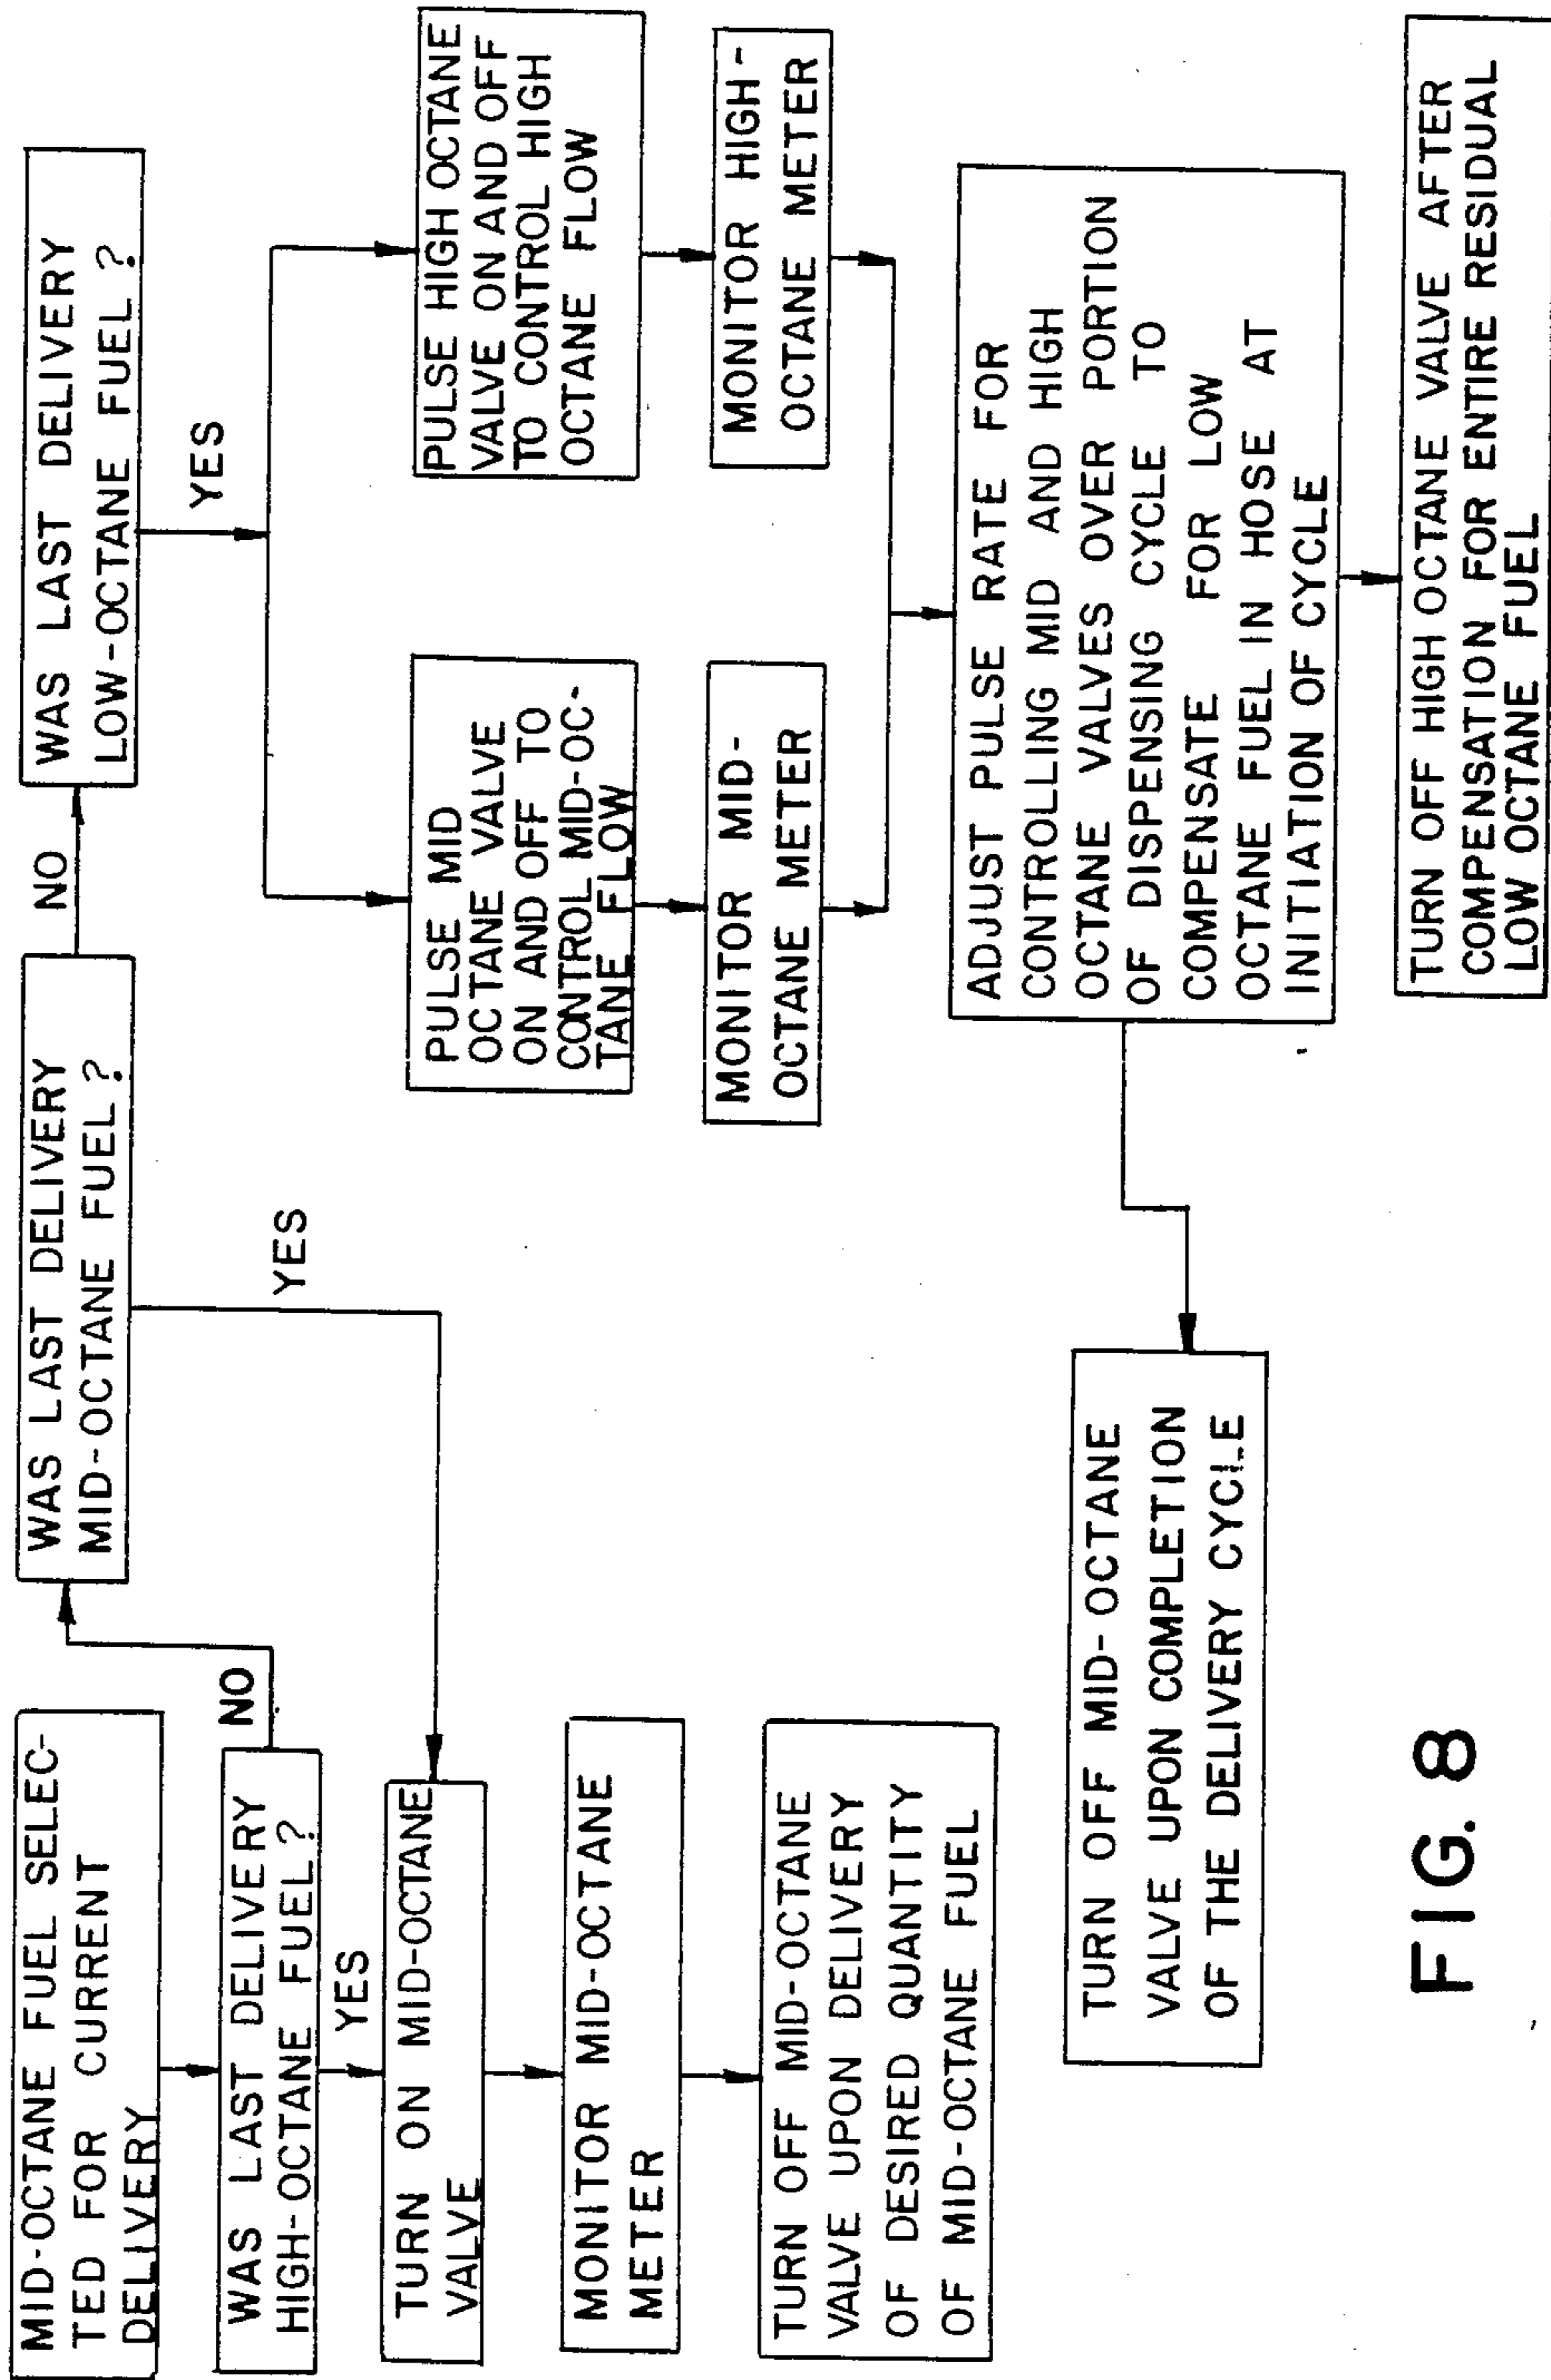 MID-OCTANE FUEL SELEC-
TED FOR CURRENT
DELIVERY
WAS LAST DELIVERY
HIGH-OCTANE FUEL?
NO
YES
TURN ON MID-OCTANE
VALVE
MONITOR MID-OCTANE
METER
TURN OFF MID-OCTANE
VALVE UPON DELIVERY
OF DESIRED QUANTITY
OF MID-OCTANE FUEL
WAS LAST DELIVERY
MID-OCTANE FUEL?
NO
YES
WAS LAST DELIVERY
LOW-OCTANE FUEL?
YES
PULSE MID
OCTANE VALVE
ON AND OFF TO
CONTROL MID-OC-
TANE FLOW
PULSE HIGH OCTANE
VALVE ON AND OFF
TO CONTROL HIGH
OCTANE FLOW
MONITOR MID-
OCTANE METER
MONITOR HIGH-
OCTANE METER
ADJUST PULSE RATE FOR
CONTROLLING MID AND HIGH
OCTANE VALVES OVER PORTION
OF DISPENSING CYCLE TO
COMPENSATE FOR LOW
OCTANE FUEL IN HOSE AT
INITIATION OF CYCLE
TURN OFF MID-OCTANE
VALVE UPON COMPLETION
OF THE DELIVERY CYCLE
TURN OFF HIGH OCTANE VALVE AFTER
COMPENSATION FOR ENTIRE RESIDUAL
LOW OCTANE FUEL
FIG. 8